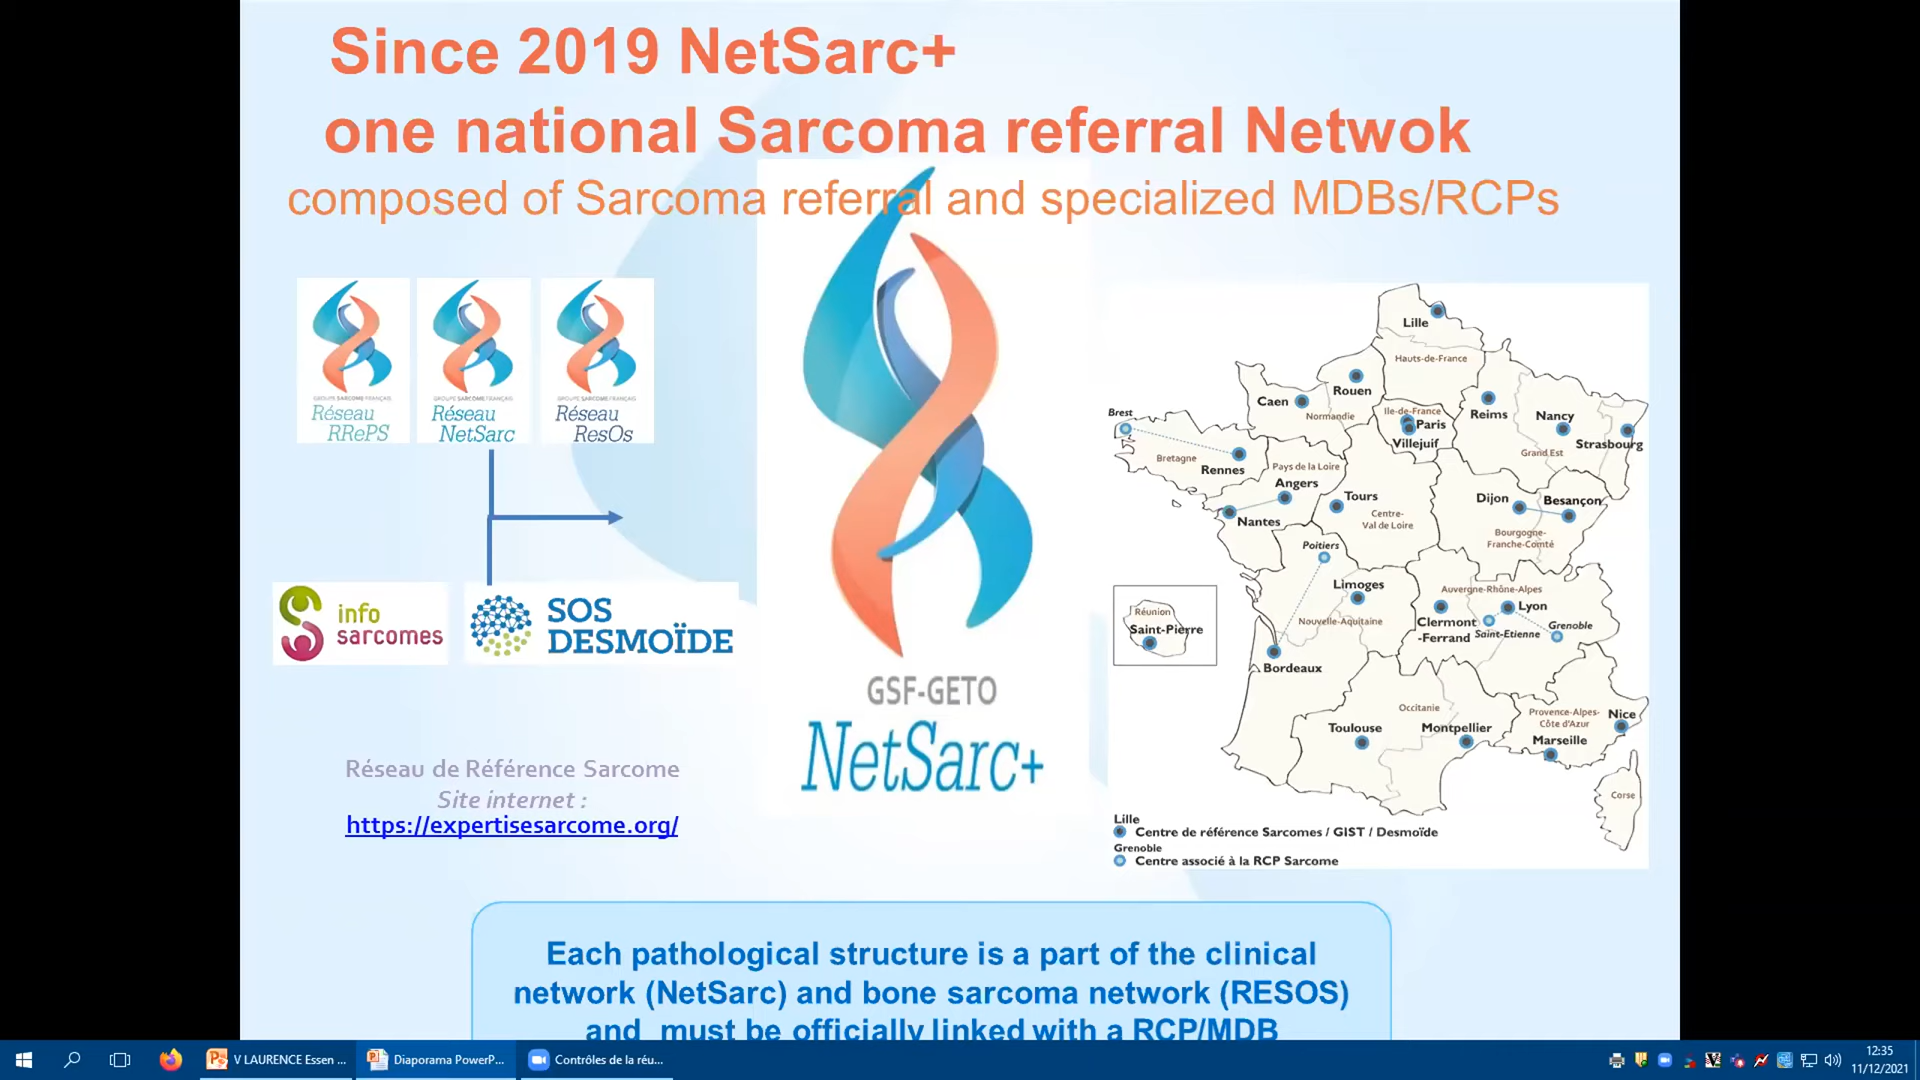 Since 2019 NetSarc+
one national Sarcoma referral Netwok
composed of Sarcoma referral and specialized MDBs/RCPs
GROUPE SARCOME FRANÇAIS
Réseau
RRePS
GROUPE SARCOME FRANÇAIS
Réseau
NetSarc
GROUPE SARCOME FRANÇAIS
Réseau
ResOs
info
sarcomes
SOS
DESMOÏDE
Réseau de Référence Sarcome
Site internet :
https://expertisesarcome.org/
GSF-GETO
NetSarc+
Lille
Hauts-de-France
Rouen
Caen
Normandie
Ile-de-France
Paris
Villejuif
Reims
Nancy
Strasbourg
Grand Est
Brest
Bretagne
Rennes
Pays de la Loire
Angers
Nantes
Tours
Centre-
Val de Loire
Dijon
Besançon
Bourgogne-
Franche-Comté
Poitiers
Limoges
Nouvelle-Aquitaine
Bordeaux
Auvergne-Rhône-Alpes
Lyon
Clermont
-Ferrand
Saint-Etienne
Grenoble
Réunion
Saint-Pierre
Occitanie
Toulouse
Montpellier
Provence-Alpes-
Côte d'Azur
Nice
Marseille
Corse
Lille
Centre de référence Sarcomes / GIST / Desmoïde
Grenoble
Centre associé à la RCP Sarcome
Each pathological structure is a part of the clinical
network (NetSarc) and bone sarcoma network (RESOS)
and must be officially linked with a RCP/MDB
V LAURENCE Essen ...
Diaporama PowerP...
Contrôles de la réu...
12:35
11/12/2021